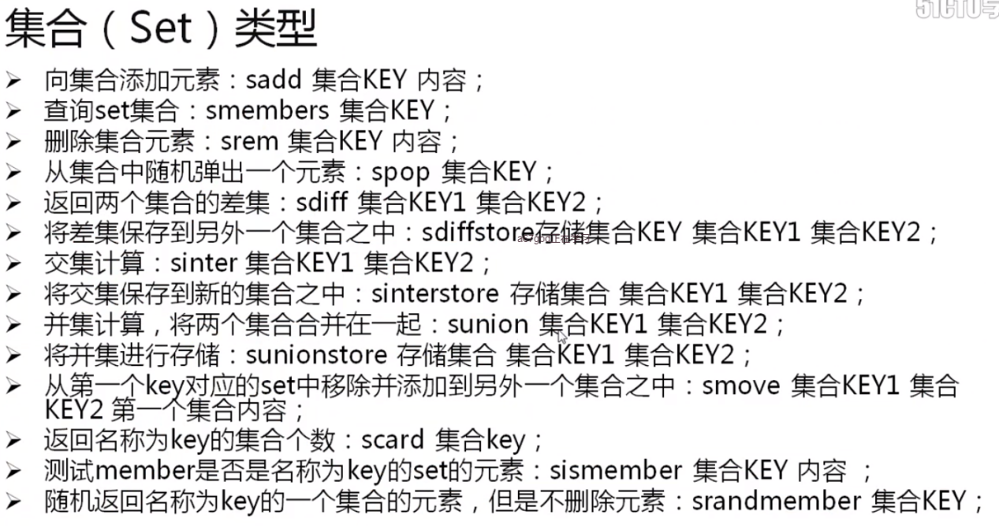 51CTO学
集合（Set）类型
➢ 向集合添加元素：sadd 集合KEY 内容；
➢ 查询set集合：smembers 集合KEY；
➢ 删除集合元素：srem 集合KEY 内容；
➢ 从集合中随机弹出一个元素：spop 集合KEY；
➢ 返回两个集合的差集：sdiff 集合KEY1 集合KEY2；
➢ 将差集保存到另外一个集合之中：sdiffstore存储集合KEY 集合KEY1 集合KEY2；
➢ 交集计算：sinter 集合KEY1 集合KEY2；
➢ 将交集保存到新的集合之中：sinterstore 存储集合 集合KEY1 集合KEY2；
➢ 并集计算，将两个集合合并在一起：sunion 集合KEY1 集合KEY2；
➢ 将并集进行存储：sunionstore 存储集合 集合KEY1 集合KEY2；
➢ 从第一个key对应的set中移除并添加到另外一个集合之中：smove 集合KEY1 集合
KEY2 第一个集合内容；
➢ 返回名称为key的集合个数：scard 集合key；
➢ 测试member是否是名称为key的set的元素：sismember 集合KEY 内容 ；
➢ 随机返回名称为key的一个集合的元素，但是不删除元素：srandmember 集合KEY；